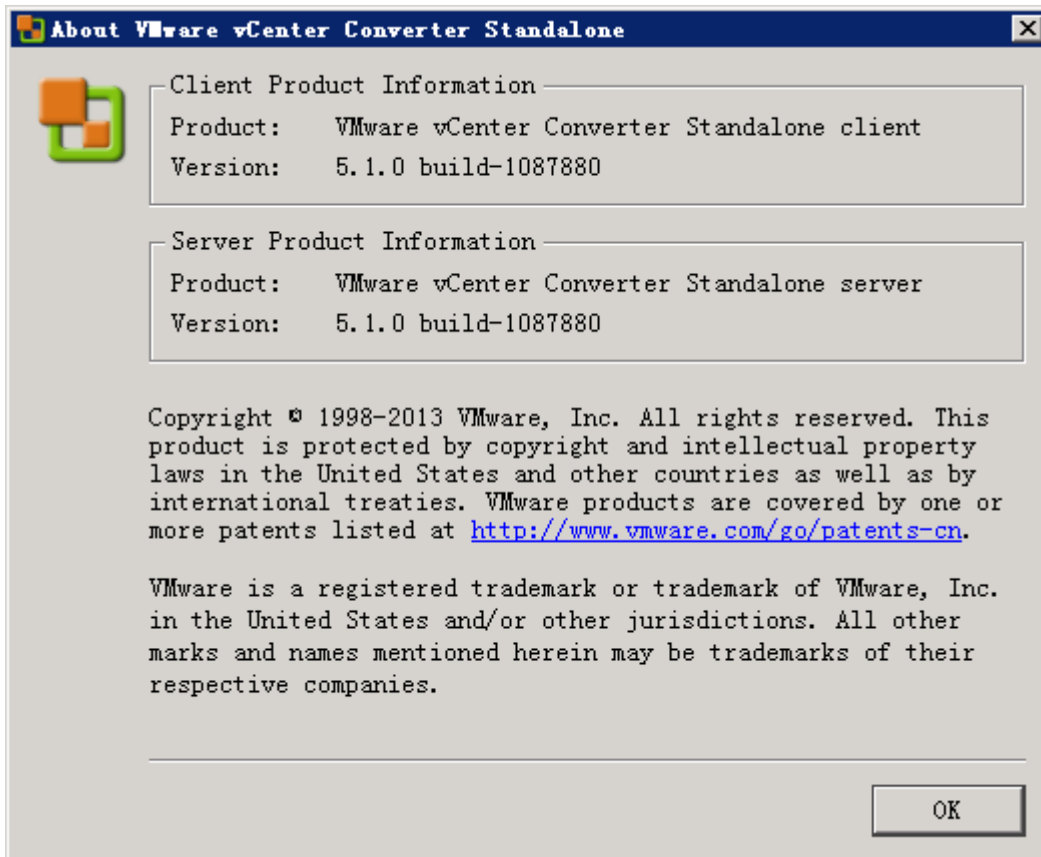 About VMware vCenter Converter Standalone
Client Product Information
Product: VMware vCenter Converter Standalone client
Version: 5.1.0 build-1087880
Server Product Information
Product: VMware vCenter Converter Standalone server
Version: 5.1.0 build-1087880
Copyright © 1998-2013 VMware, Inc. All rights reserved. This
product is protected by copyright and intellectual property
laws in the United States and other countries as well as by
international treaties. VMware products are covered by one or
more patents listed at http://www.vmware.com/go/patents-cn.
VMware is a registered trademark or trademark of VMware, Inc.
in the United States and/or other jurisdictions. All other
marks and names mentioned herein may be trademarks of their
respective companies.
OK